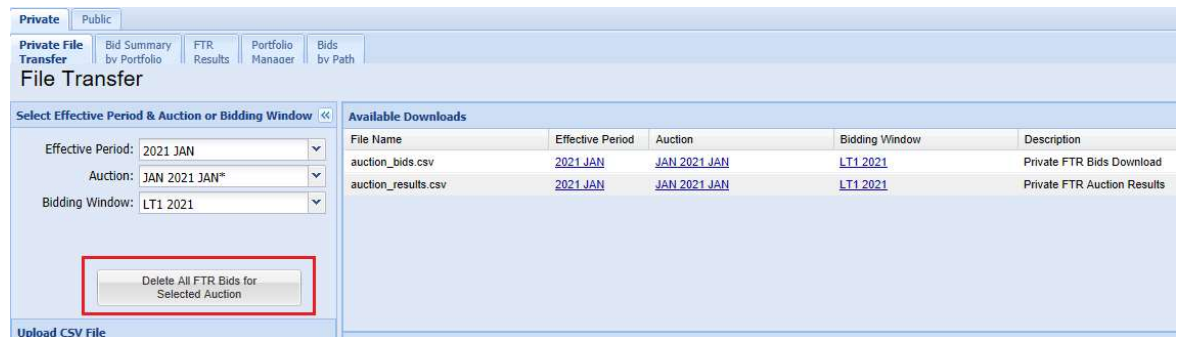 Private Public
Private File Transfer Bid Summary by Portfolio FTR Results Portfolio Manager Bids by Path
File Transfer
Select Effective Period & Auction or Bidding Window
Effective Period: 2021 JAN
Auction: JAN 2021 JAN*
Bidding Window: LT1 2021
Delete All FTR Bids for
Selected Auction
Upload CSV File
Available Downloads
File Name Effective Period Auction Bidding Window Description
auction_bids.csv 2021 JAN JAN 2021 JAN LT1 2021 Private FTR Bids Download
auction_results.csv 2021 JAN JAN 2021 JAN LT1 2021 Private FTR Auction Results